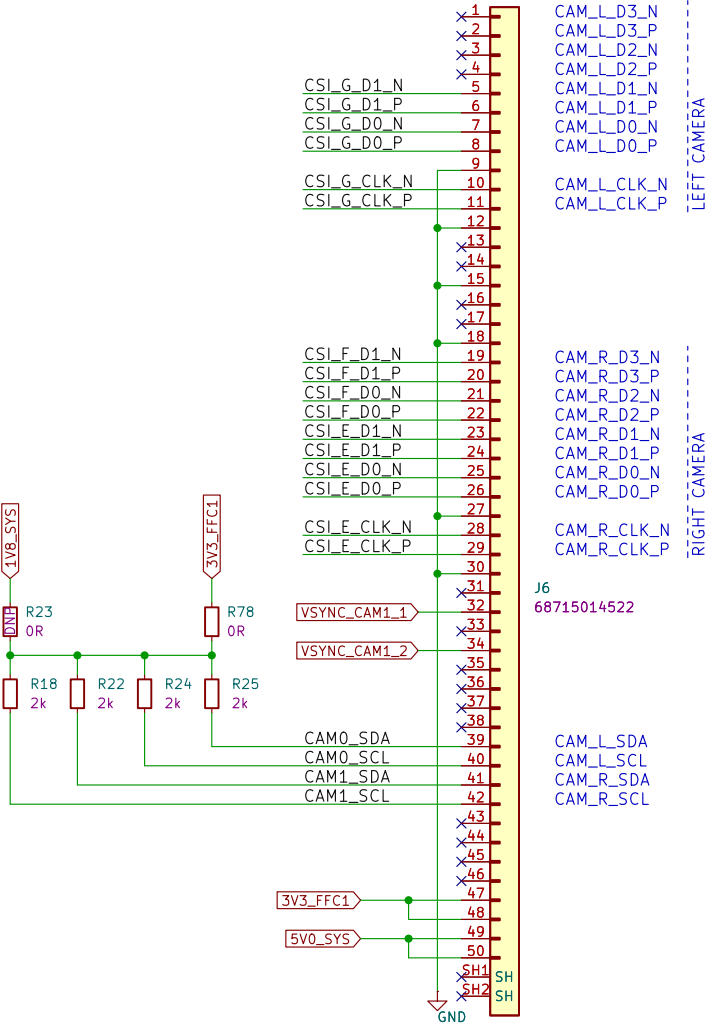 1 CAM_L_D3_N
2 CAM_L_D3_P
3 CAM_L_D2_N
4 CAM_L_D2_P
CSI_G_D1_N 5 CAM_L_D1_N
CSI_G_D1_P 6 CAM_L_D1_P
CSI_G_D0_N 7 CAM_L_D0_N
CSI_G_D0_P 8 CAM_L_D0_P
9
CSI_G_CLK_N 10 CAM_L_CLK_N
CSI_G_CLK_P 11 CAM_L_CLK_P
LEFT CAMERA
12
13
14
15
16
17
18
CSI_F_D1_N 19 CAM_R_D3_N
CSI_F_D1_P 20 CAM_R_D3_P
CSI_F_D0_N 21 CAM_R_D2_N
CSI_F_D0_P 22 CAM_R_D2_P
CSI_E_D1_N 23 CAM_R_D1_N
CSI_E_D1_P 24 CAM_R_D1_P
CSI_E_D0_N 25 CAM_R_D0_N
CSI_E_D0_P 26 CAM_R_D0_P
27
CSI_E_CLK_N 28 CAM_R_CLK_N
CSI_E_CLK_P 29 CAM_R_CLK_P
RIGHT CAMERA
1V8_SYS
3V3_FFC1
30
31
J6
68715014522
VSYNC_CAM1_1 32
33
VSYNC_CAM1_2 34
R23
0R
DNP
R78
0R
35
36
37
38
R18
2k
R22
2k
R24
2k
R25
2k
CAM0_SDA 39 CAM_L_SDA
CAM0_SCL 40 CAM_L_SCL
CAM1_SDA 41 CAM_R_SDA
CAM1_SCL 42 CAM_R_SCL
43
44
45
46
3V3_FFC1 47
48
5V0_SYS 49
50
SH1 SH
SH2 SH
GND